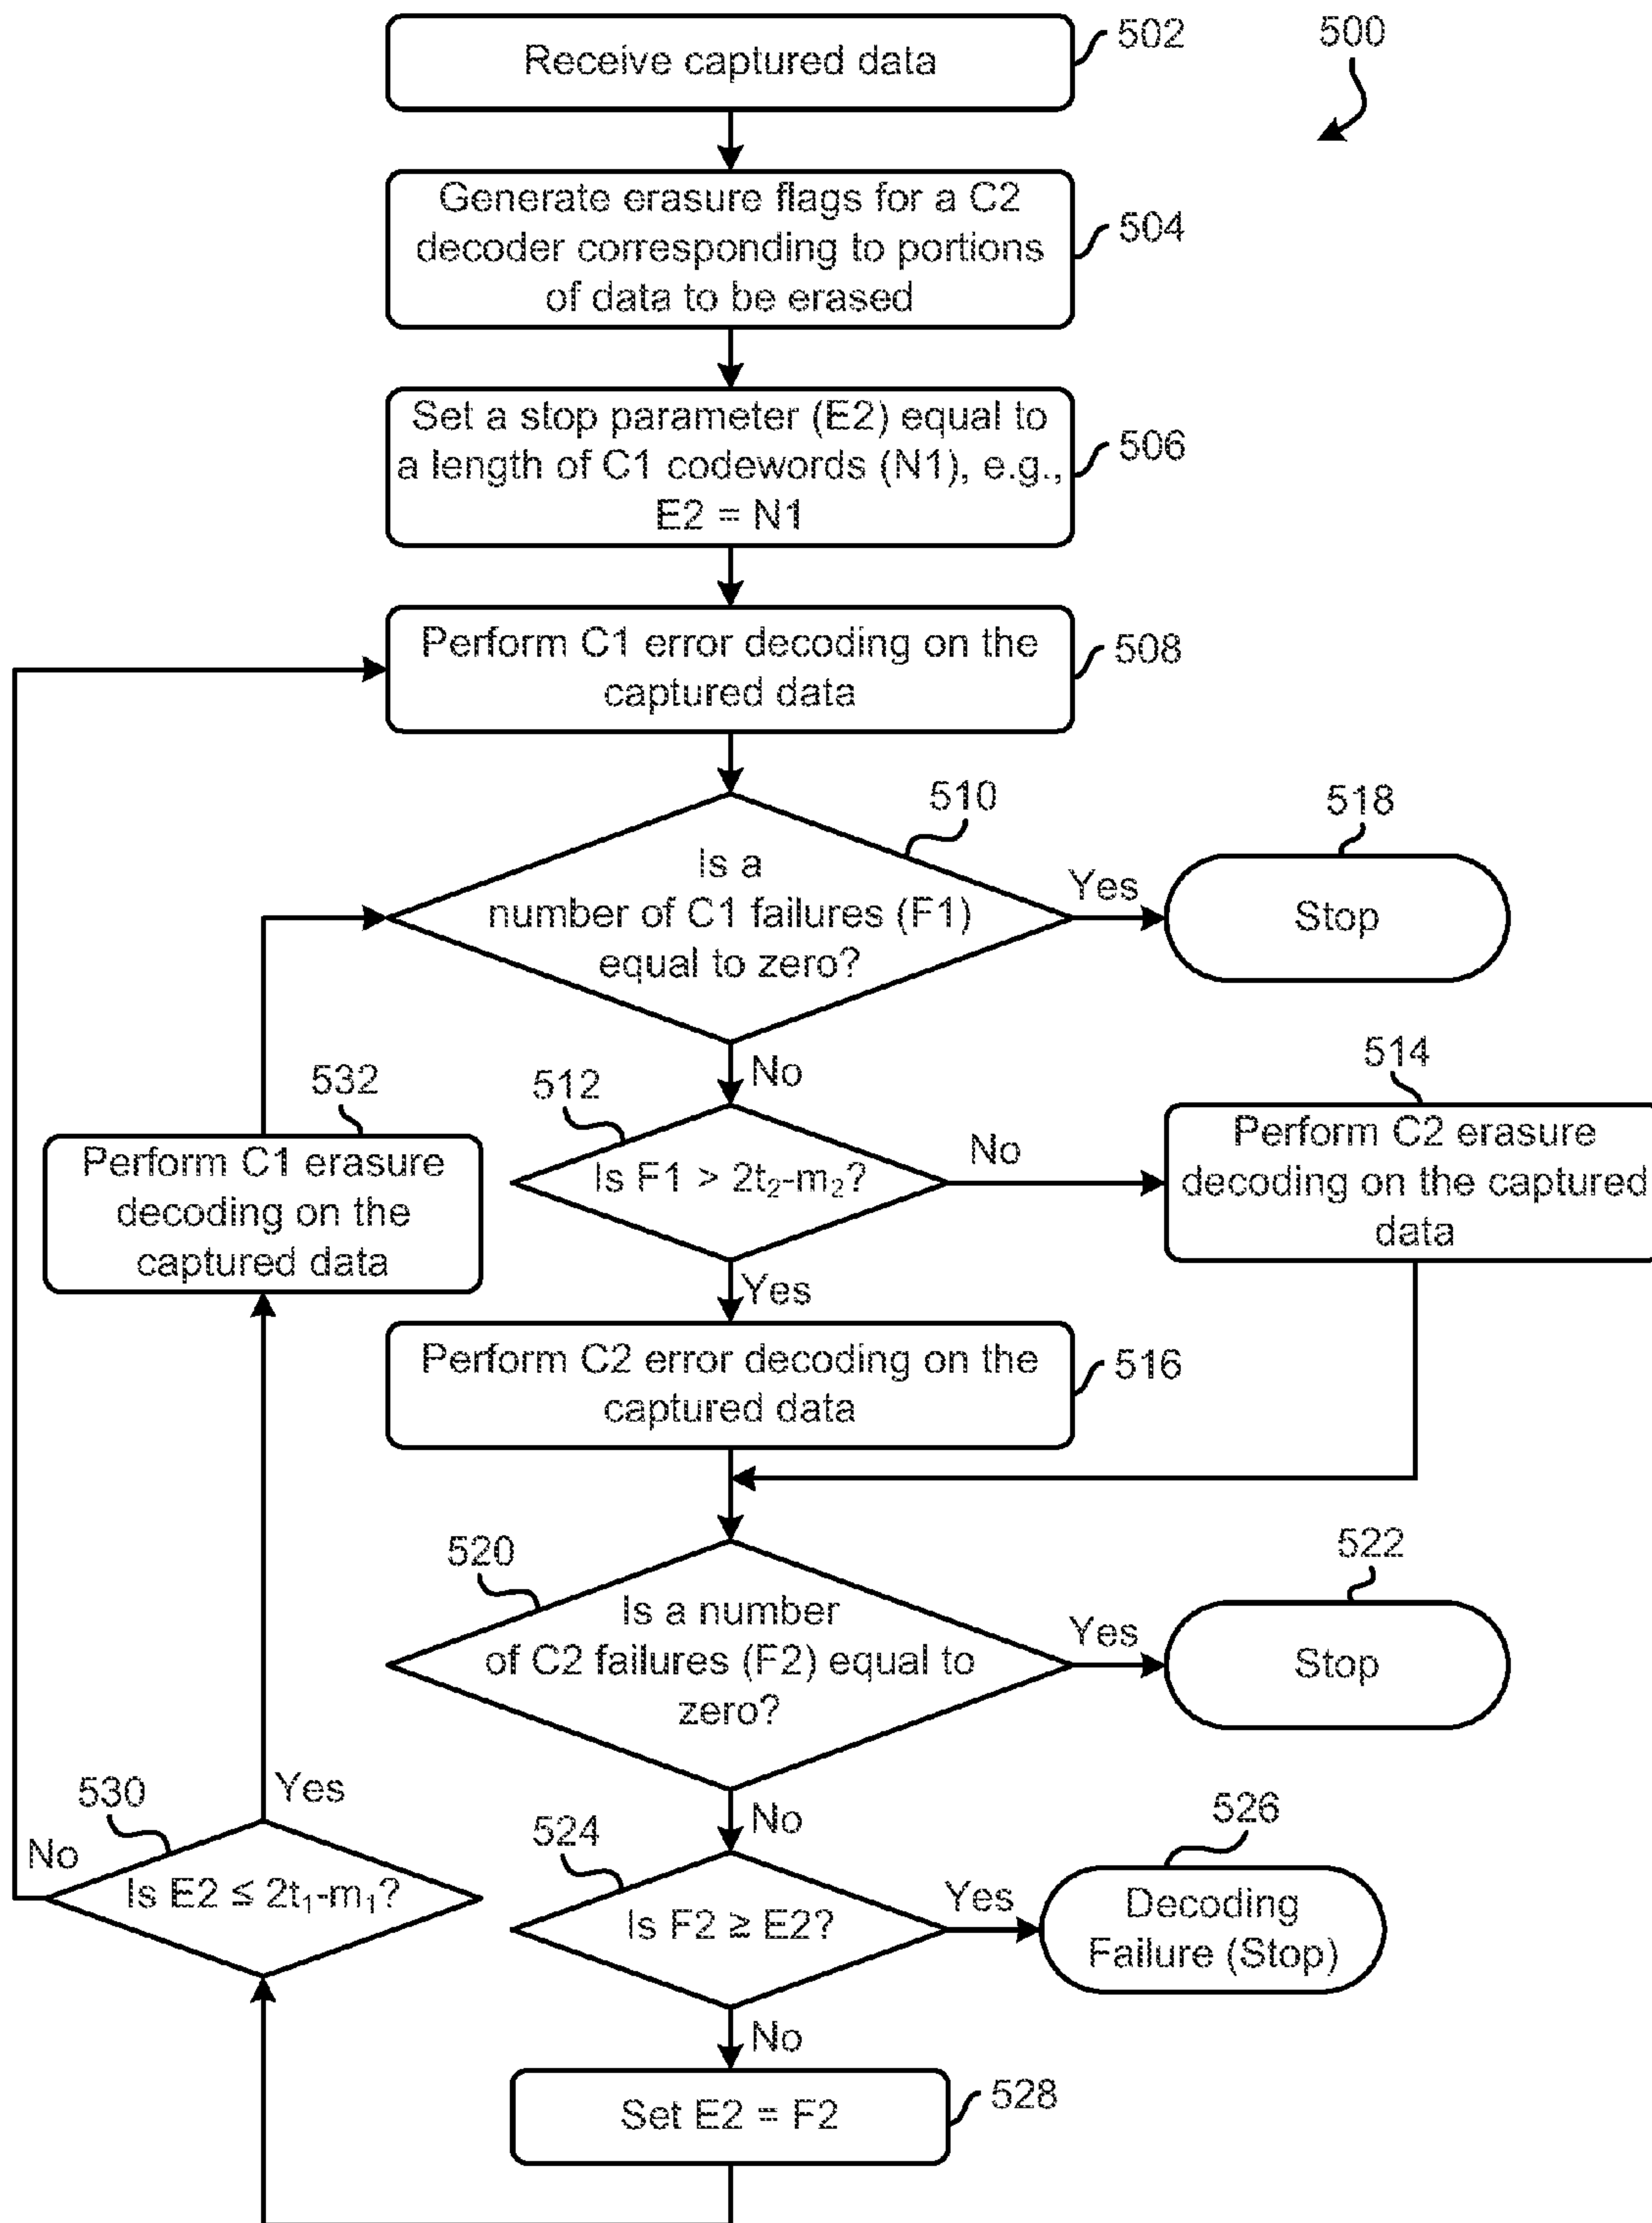 500
Receive captured data
502
Generate erasure flags for a C2
decoder corresponding to portions
of data to be erased
504
Set a stop parameter (E2) equal to
a length of C1 codewords (N1), e.g.,
E2 = N1
506
Perform C1 error decoding on the
captured data
508
510
Is a
number of C1 failures (F1)
equal to zero?
Yes
518
Stop
No
512
Is F1 > 2t₂-m₂?
No
514
Perform C2 erasure
decoding on the captured
data
532
Perform C1 erasure
decoding on the
captured data
Yes
Perform C2 error decoding on the
captured data
516
520
Is a number
of C2 failures (F2) equal to
zero?
Yes
522
Stop
No
524
Is F2 ≧ E2?
Yes
526
Decoding
Failure (Stop)
No
Set E2 = F2
528
530
Is E2 ≦ 2t₁-m₁?
Yes
No